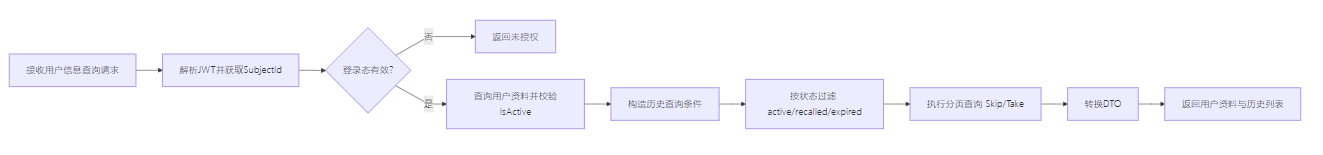 接收用户信息查询请求
解析JWT并获取SubjectId
登录态有效?
否
返回未授权
是
查询用户资料并校验
IsActive
构造历史查询条件
按状态过滤
active/recalled/expired
执行分页查询 Skip/Take
转换DTO
返回用户资料与历史列表